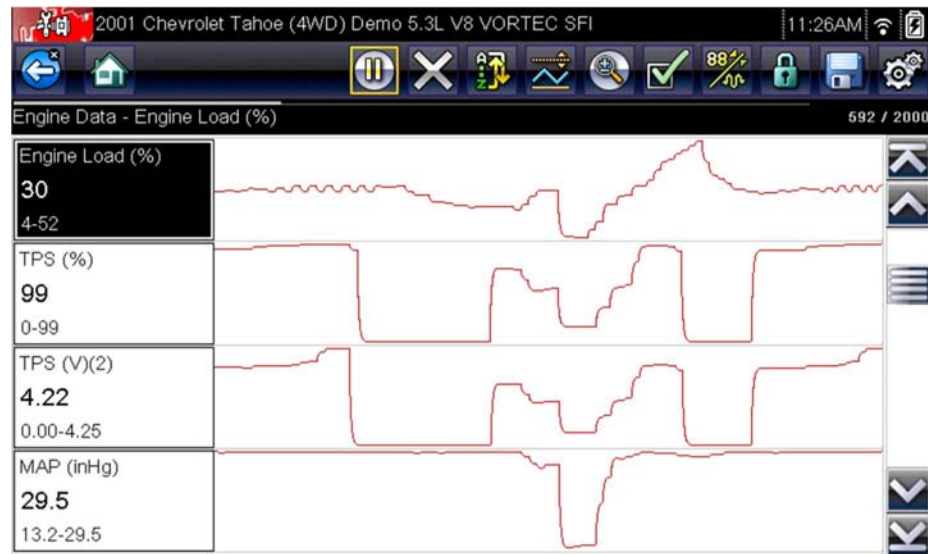 2001 Chevrolet Tahoe (4WD) Demo 5.3L V8 VORTEC SFI 11:26AM
Engine Data - Engine Load (%) 592 / 2000
Engine Load (%)
30
4-52
TPS (%)
99
0-99
TPS (V)(2)
4.22
0.00-4.25
MAP (inHg)
29.5
13.2-29.5